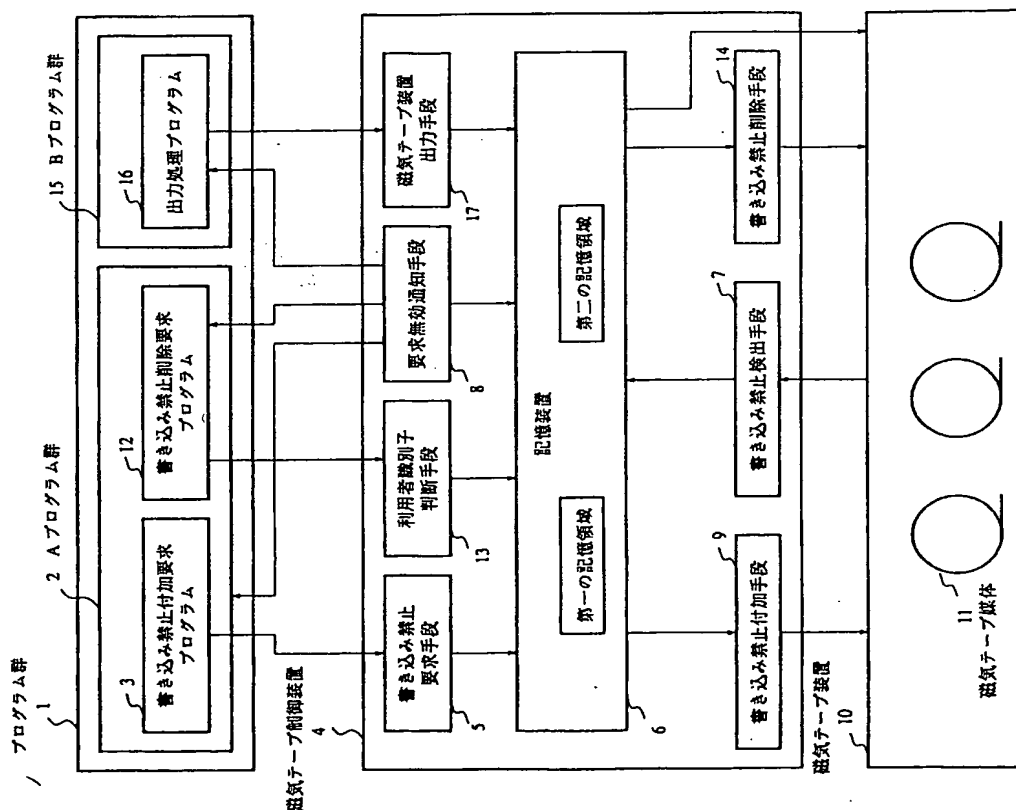 プログラム群
1
2 Aプログラム群
15 Bプログラム群
3
書き込み禁止付加要求
プログラム
12
書き込み禁止削除要求
プログラム
16
出力処理プログラム
磁気テープ制御装置
4
書き込み禁止
要求手段
5
利用者識別子
判断手段
13
要求無効通知手段
8
磁気テープ装置
出力手段
17
記憶装置
第一の記憶領域
第二の記憶領域
6
9
書き込み禁止付加手段
7
書き込み禁止検出手段
14
書き込み禁止削除手段
磁気テープ装置
10
11
磁気テープ媒体